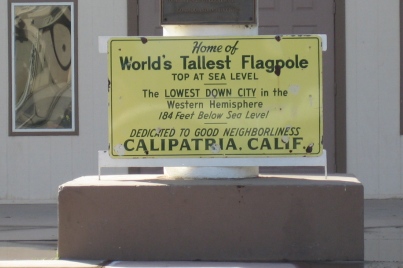 Home of
World's Tallest Flagpole
TOP AT SEA LEVEL
The LOWEST DOWN CITY in the
Western Hemisphere
184 Feet Below Sea Level
DEDICATED TO GOOD NEIGHBORLINESS
CALIPATRIA. CALIF.